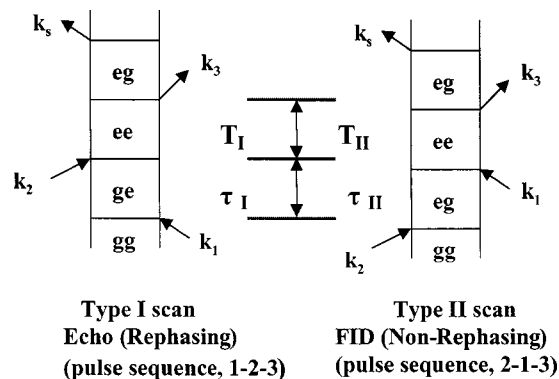 k_s
eg
k_3
ee
k_2
ge
k_1
gg
T_I T_II
τ_I τ_II
k_s
eg
k_3
ee
k_1
eg
k_2
gg
Type I scan
Echo (Rephasing)
(pulse sequence, 1-2-3)
Type II scan
FID (Non-Rephasing)
(pulse sequence, 2-1-3)